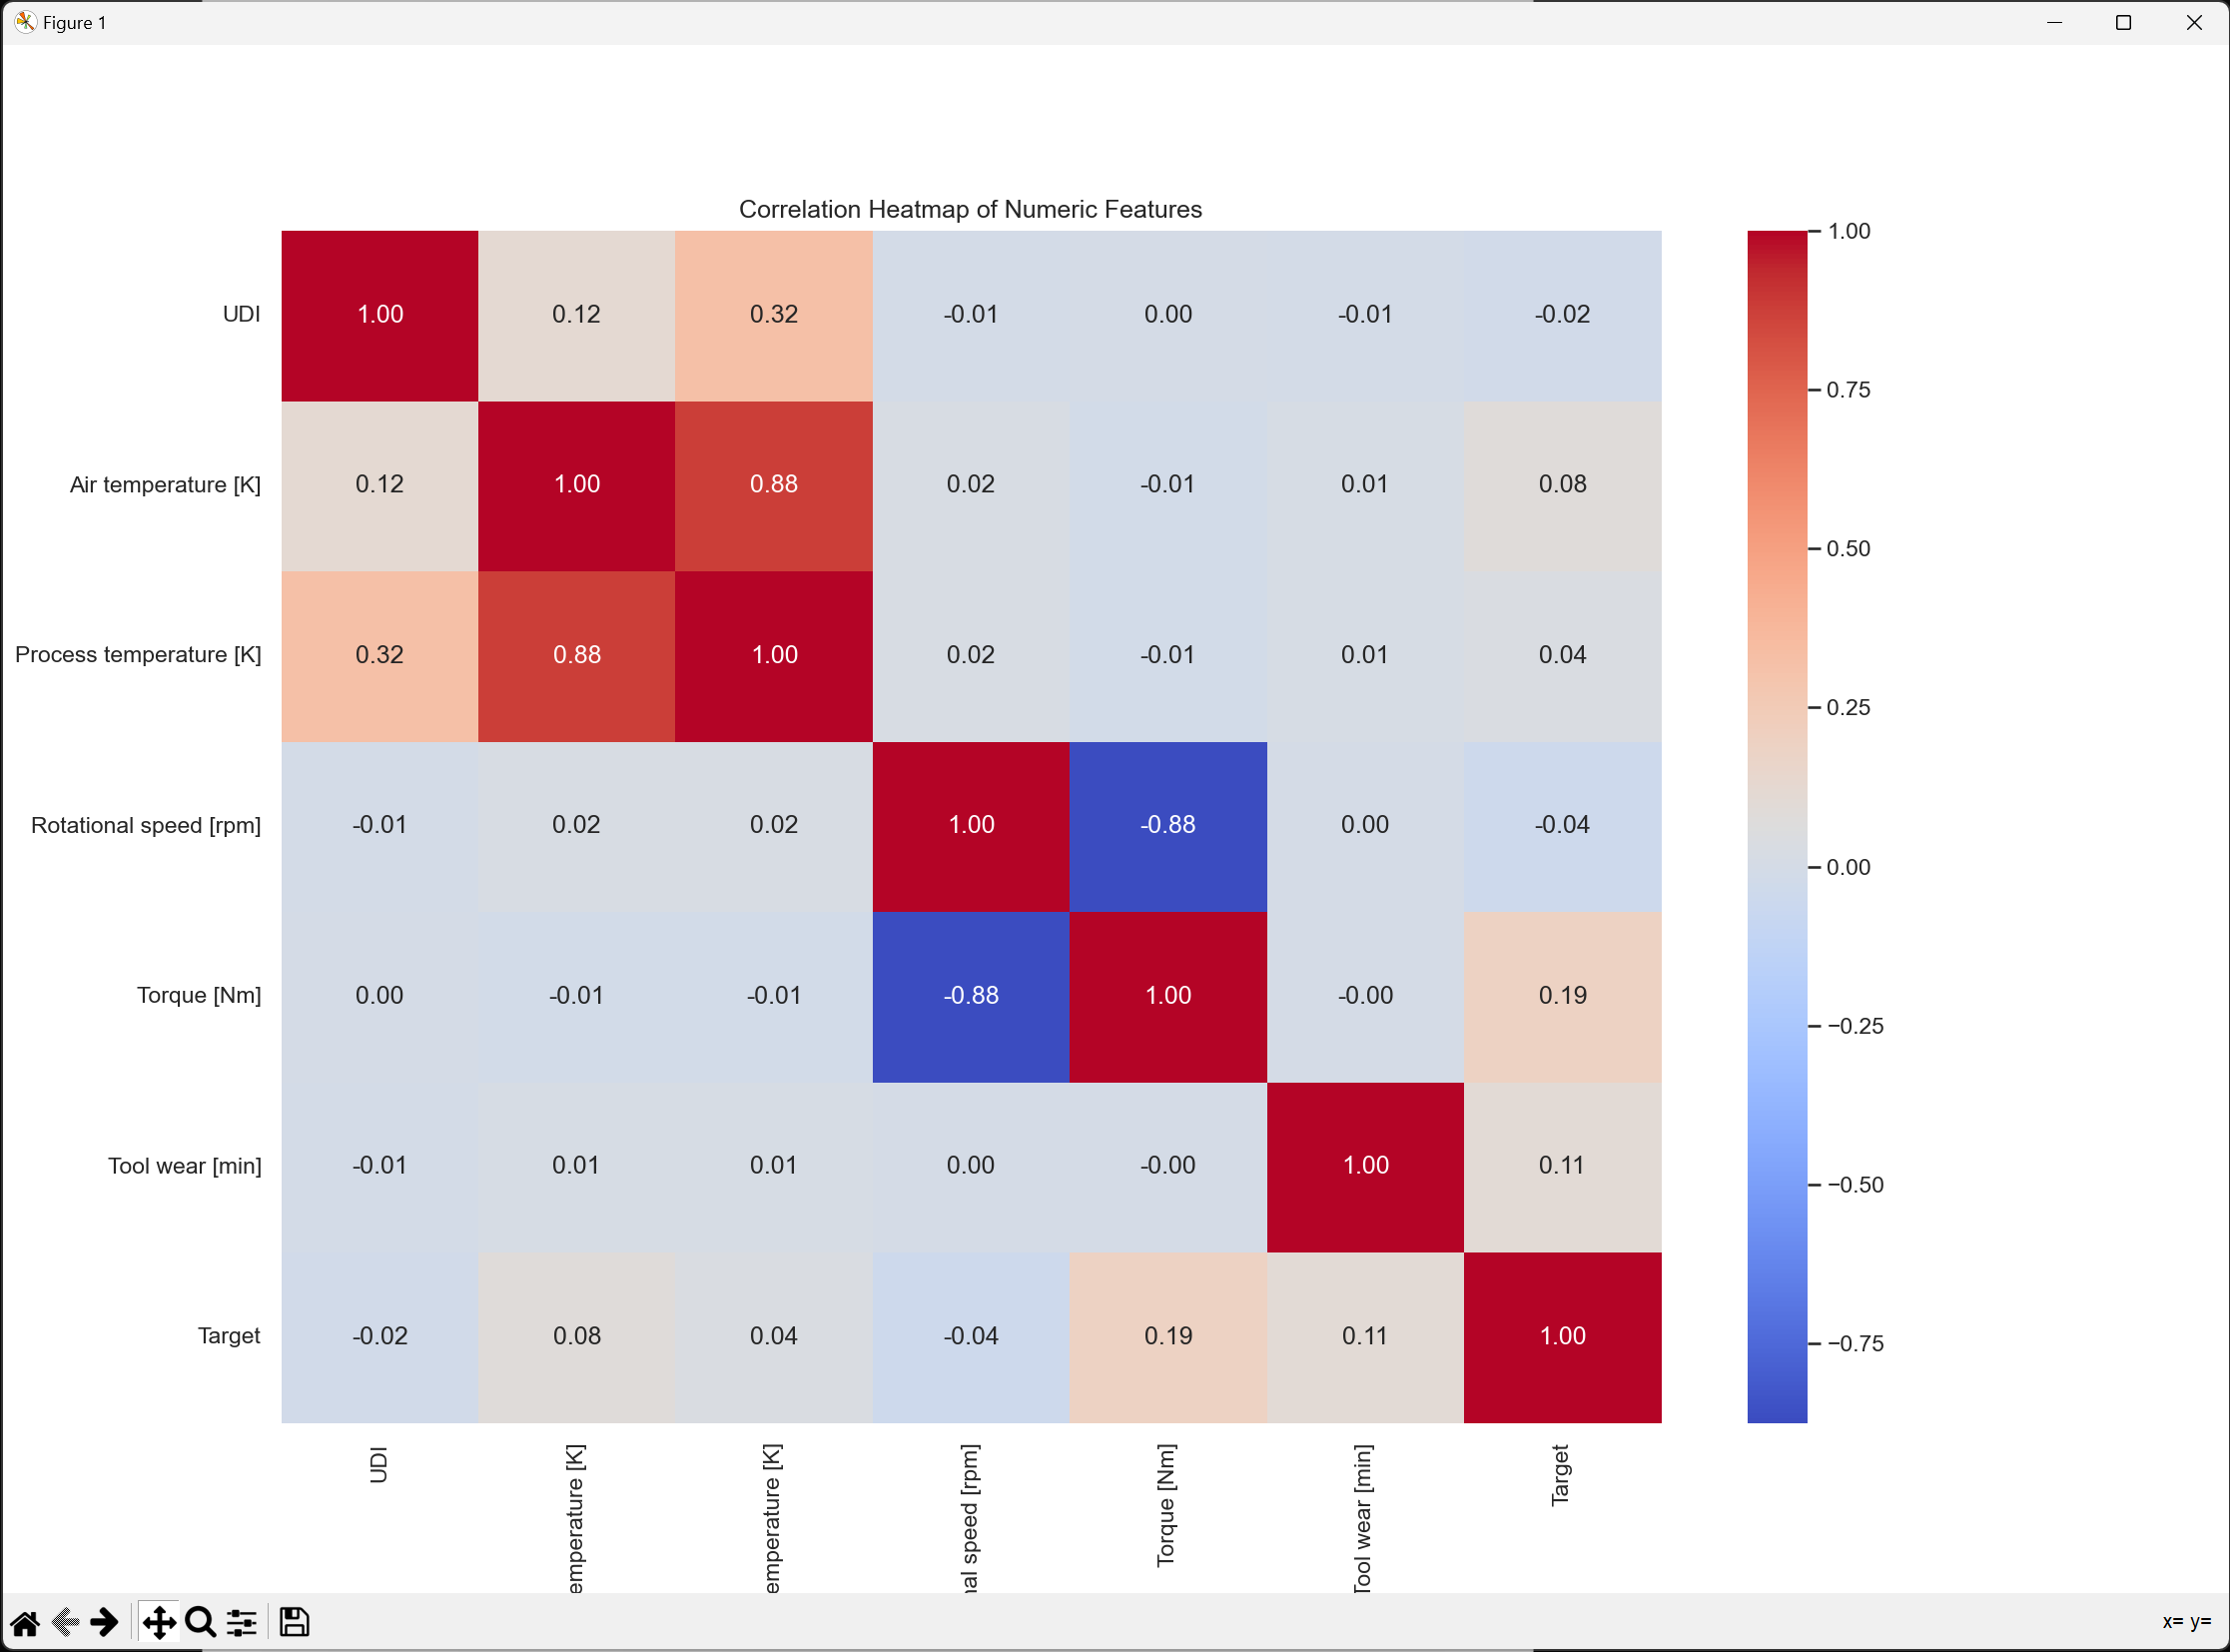 Figure 1
Correlation Heatmap of Numeric Features
UDI 1.00 0.12 0.32 -0.01 0.00 -0.01 -0.02
Air temperature [K] 0.12 1.00 0.88 0.02 -0.01 0.01 0.08
Process temperature [K] 0.32 0.88 1.00 0.02 -0.01 0.01 0.04
Rotational speed [rpm] -0.01 0.02 0.02 1.00 -0.88 0.00 -0.04
Torque [Nm] 0.00 -0.01 -0.01 -0.88 1.00 -0.00 0.19
Tool wear [min] -0.01 0.01 0.01 0.00 -0.00 1.00 0.11
Target -0.02 0.08 0.04 -0.04 0.19 0.11 1.00
UDI
emperature [K]
emperature [K]
nal speed [rpm]
Torque [Nm]
Tool wear [min]
Target
1.00
0.75
0.50
0.25
0.00
−0.25
−0.50
−0.75
x= y=